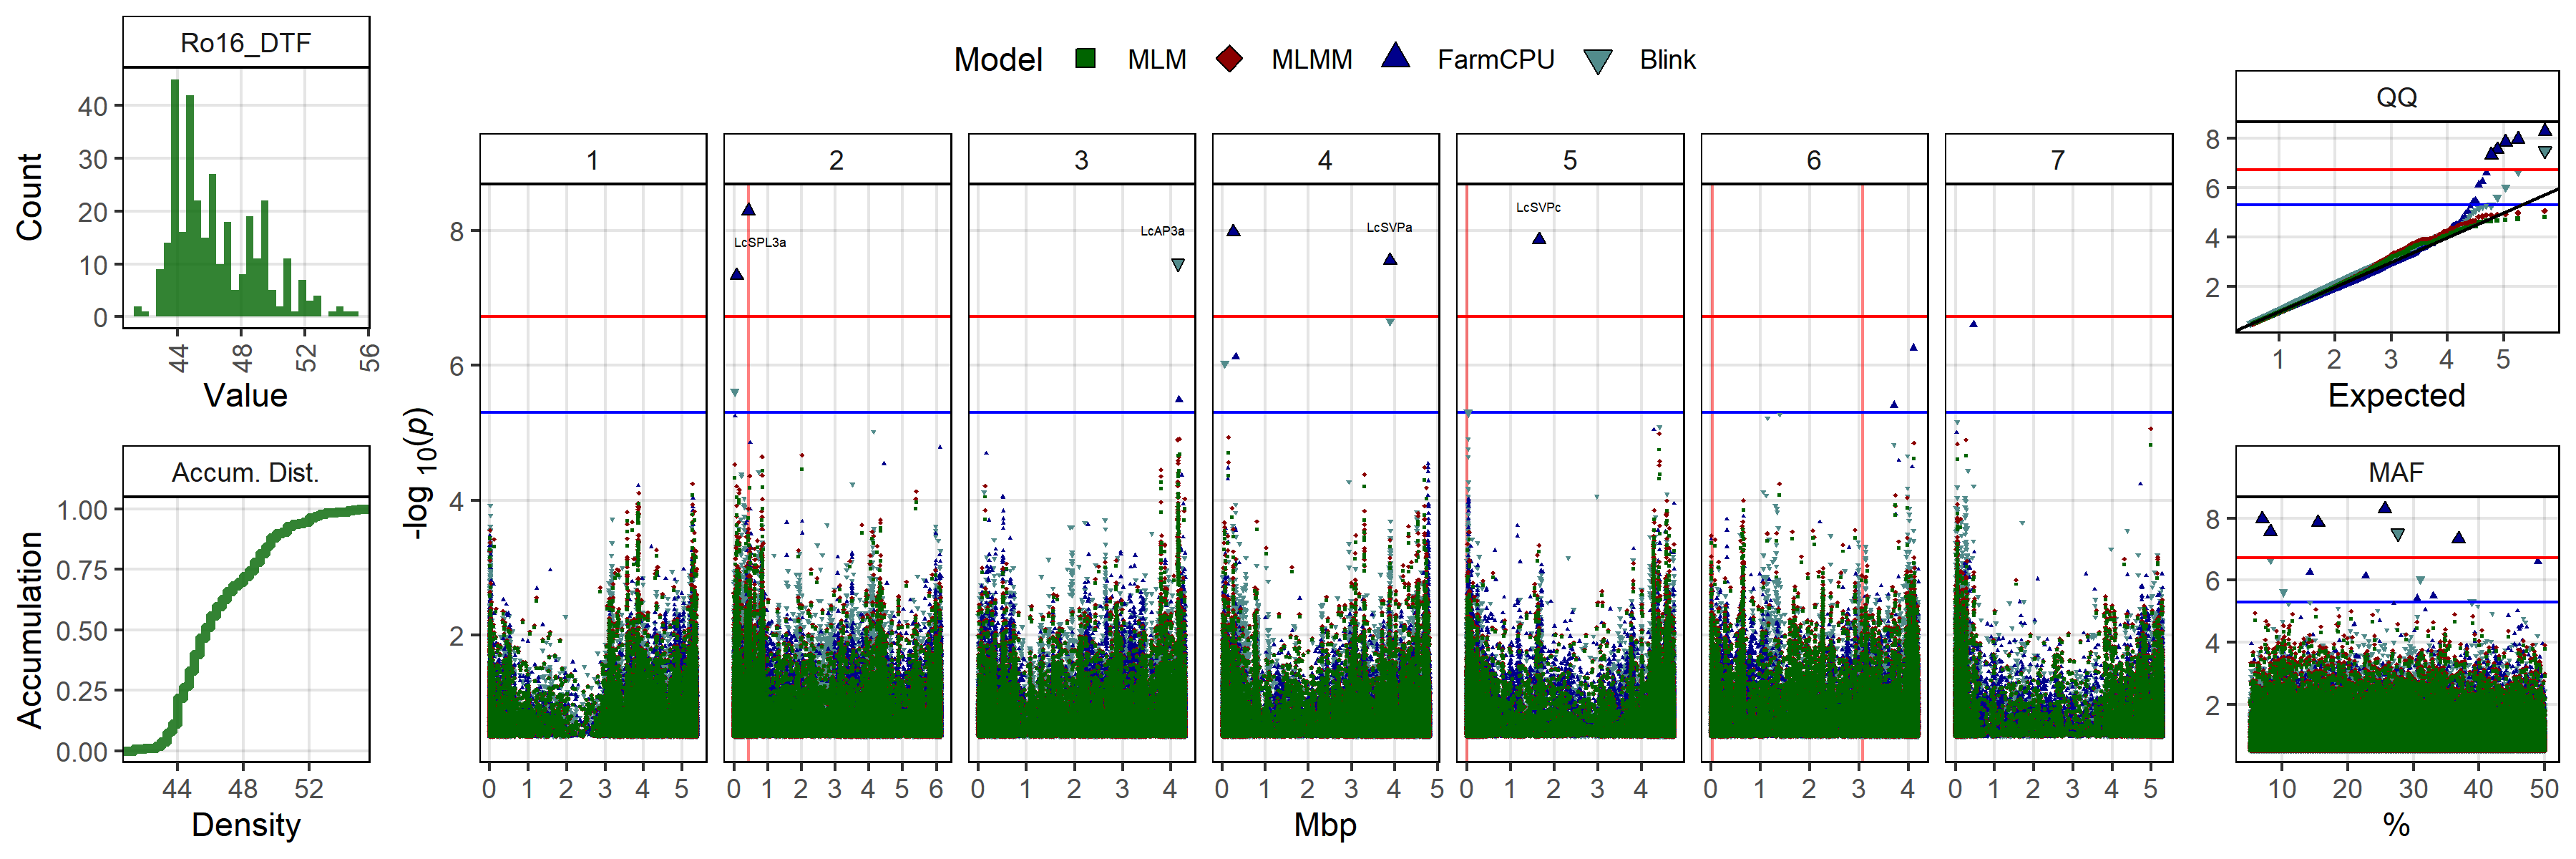 Ro16_DTF
Count
40
30
20
10
0
44 48 52 56
Value
Accum. Dist.
Accumulation
1.00
0.75
0.50
0.25
0.00
44 48 52
Density
Model MLM MLMM FarmCPU Blink
-log 10(p)
8
6
4
2
1 2 3 4 5 6 7
LcSPL3a
LcAP3a
LcSVPa
LcSVPc
0 1 2 3 4 5
0 1 2 3 4 5 6
0 1 2 3 4
0 1 2 3 4 5
0 1 2 3 4
0 1 2 3 4
0 1 2 3 4 5
Mbp
QQ
8
6
4
2
1 2 3 4 5
Expected
MAF
8
6
4
2
10 20 30 40 50
%